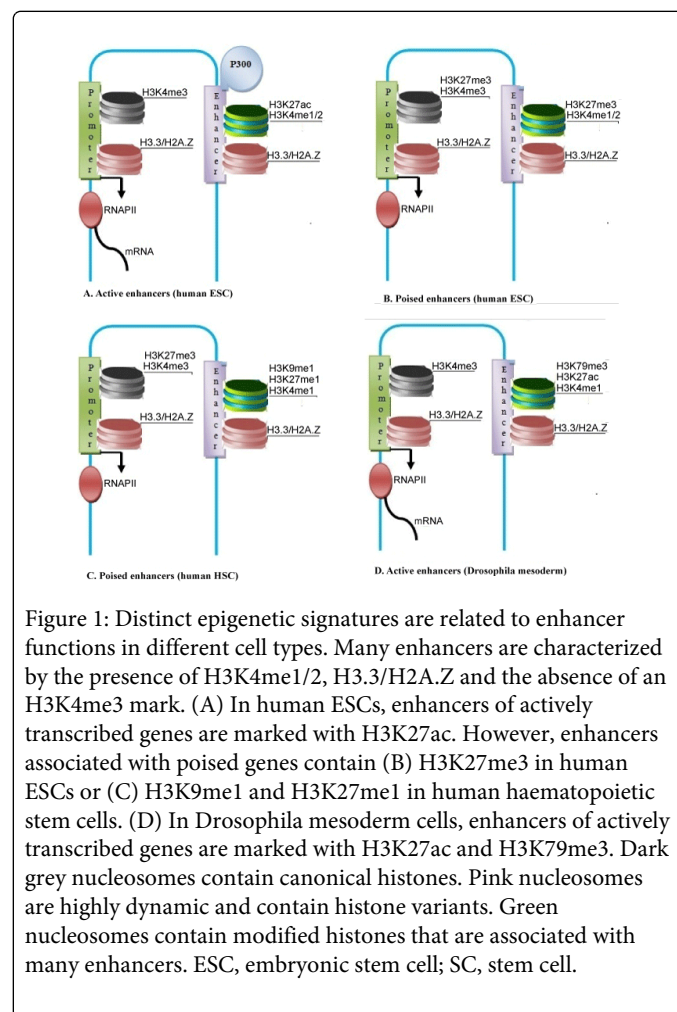 P300
Promoter
H3K4me3
H3.3/H2A.Z
RNAPII
mRNA
Enhancer
H3K27ac
H3K4me1/2
H3.3/H2A.Z
A. Active enhancers (human ESC)
Promoter
H3K27me3
H3K4me3
H3.3/H2A.Z
RNAPII
Enhancer
H3K27me3
H3K4me1/2
H3.3/H2A.Z
B. Poised enhancers (human ESC)
Promoter
H3K27me3
H3K4me3
H3.3/H2A.Z
RNAPII
Enhancer
H3K9me1
H3K27me1
H3K4me1
H3.3/H2A.Z
C. Poised enhancers (human HSC)
Promoter
H3K4me3
H3.3/H2A.Z
RNAPII
mRNA
Enhancer
H3K79me3
H3K27ac
H3K4me1
H3.3/H2A.Z
D. Active enhancers (Drosophila mesoderm)
Figure 1: Distinct epigenetic signatures are related to enhancer
functions in different cell types. Many enhancers are characterized
by the presence of H3K4me1/2, H3.3/H2A.Z and the absence of an
H3K4me3 mark. (A) In human ESCs, enhancers of actively
transcribed genes are marked with H3K27ac. However, enhancers
associated with poised genes contain (B) H3K27me3 in human
ESCs or (C) H3K9me1 and H3K27me1 in human haematopoietic
stem cells. (D) In Drosophila mesoderm cells, enhancers of actively
transcribed genes are marked with H3K27ac and H3K79me3. Dark
grey nucleosomes contain canonical histones. Pink nucleosomes
are highly dynamic and contain histone variants. Green
nucleosomes contain modified histones that are associated with
many enhancers. ESC, embryonic stem cell; SC, stem cell.